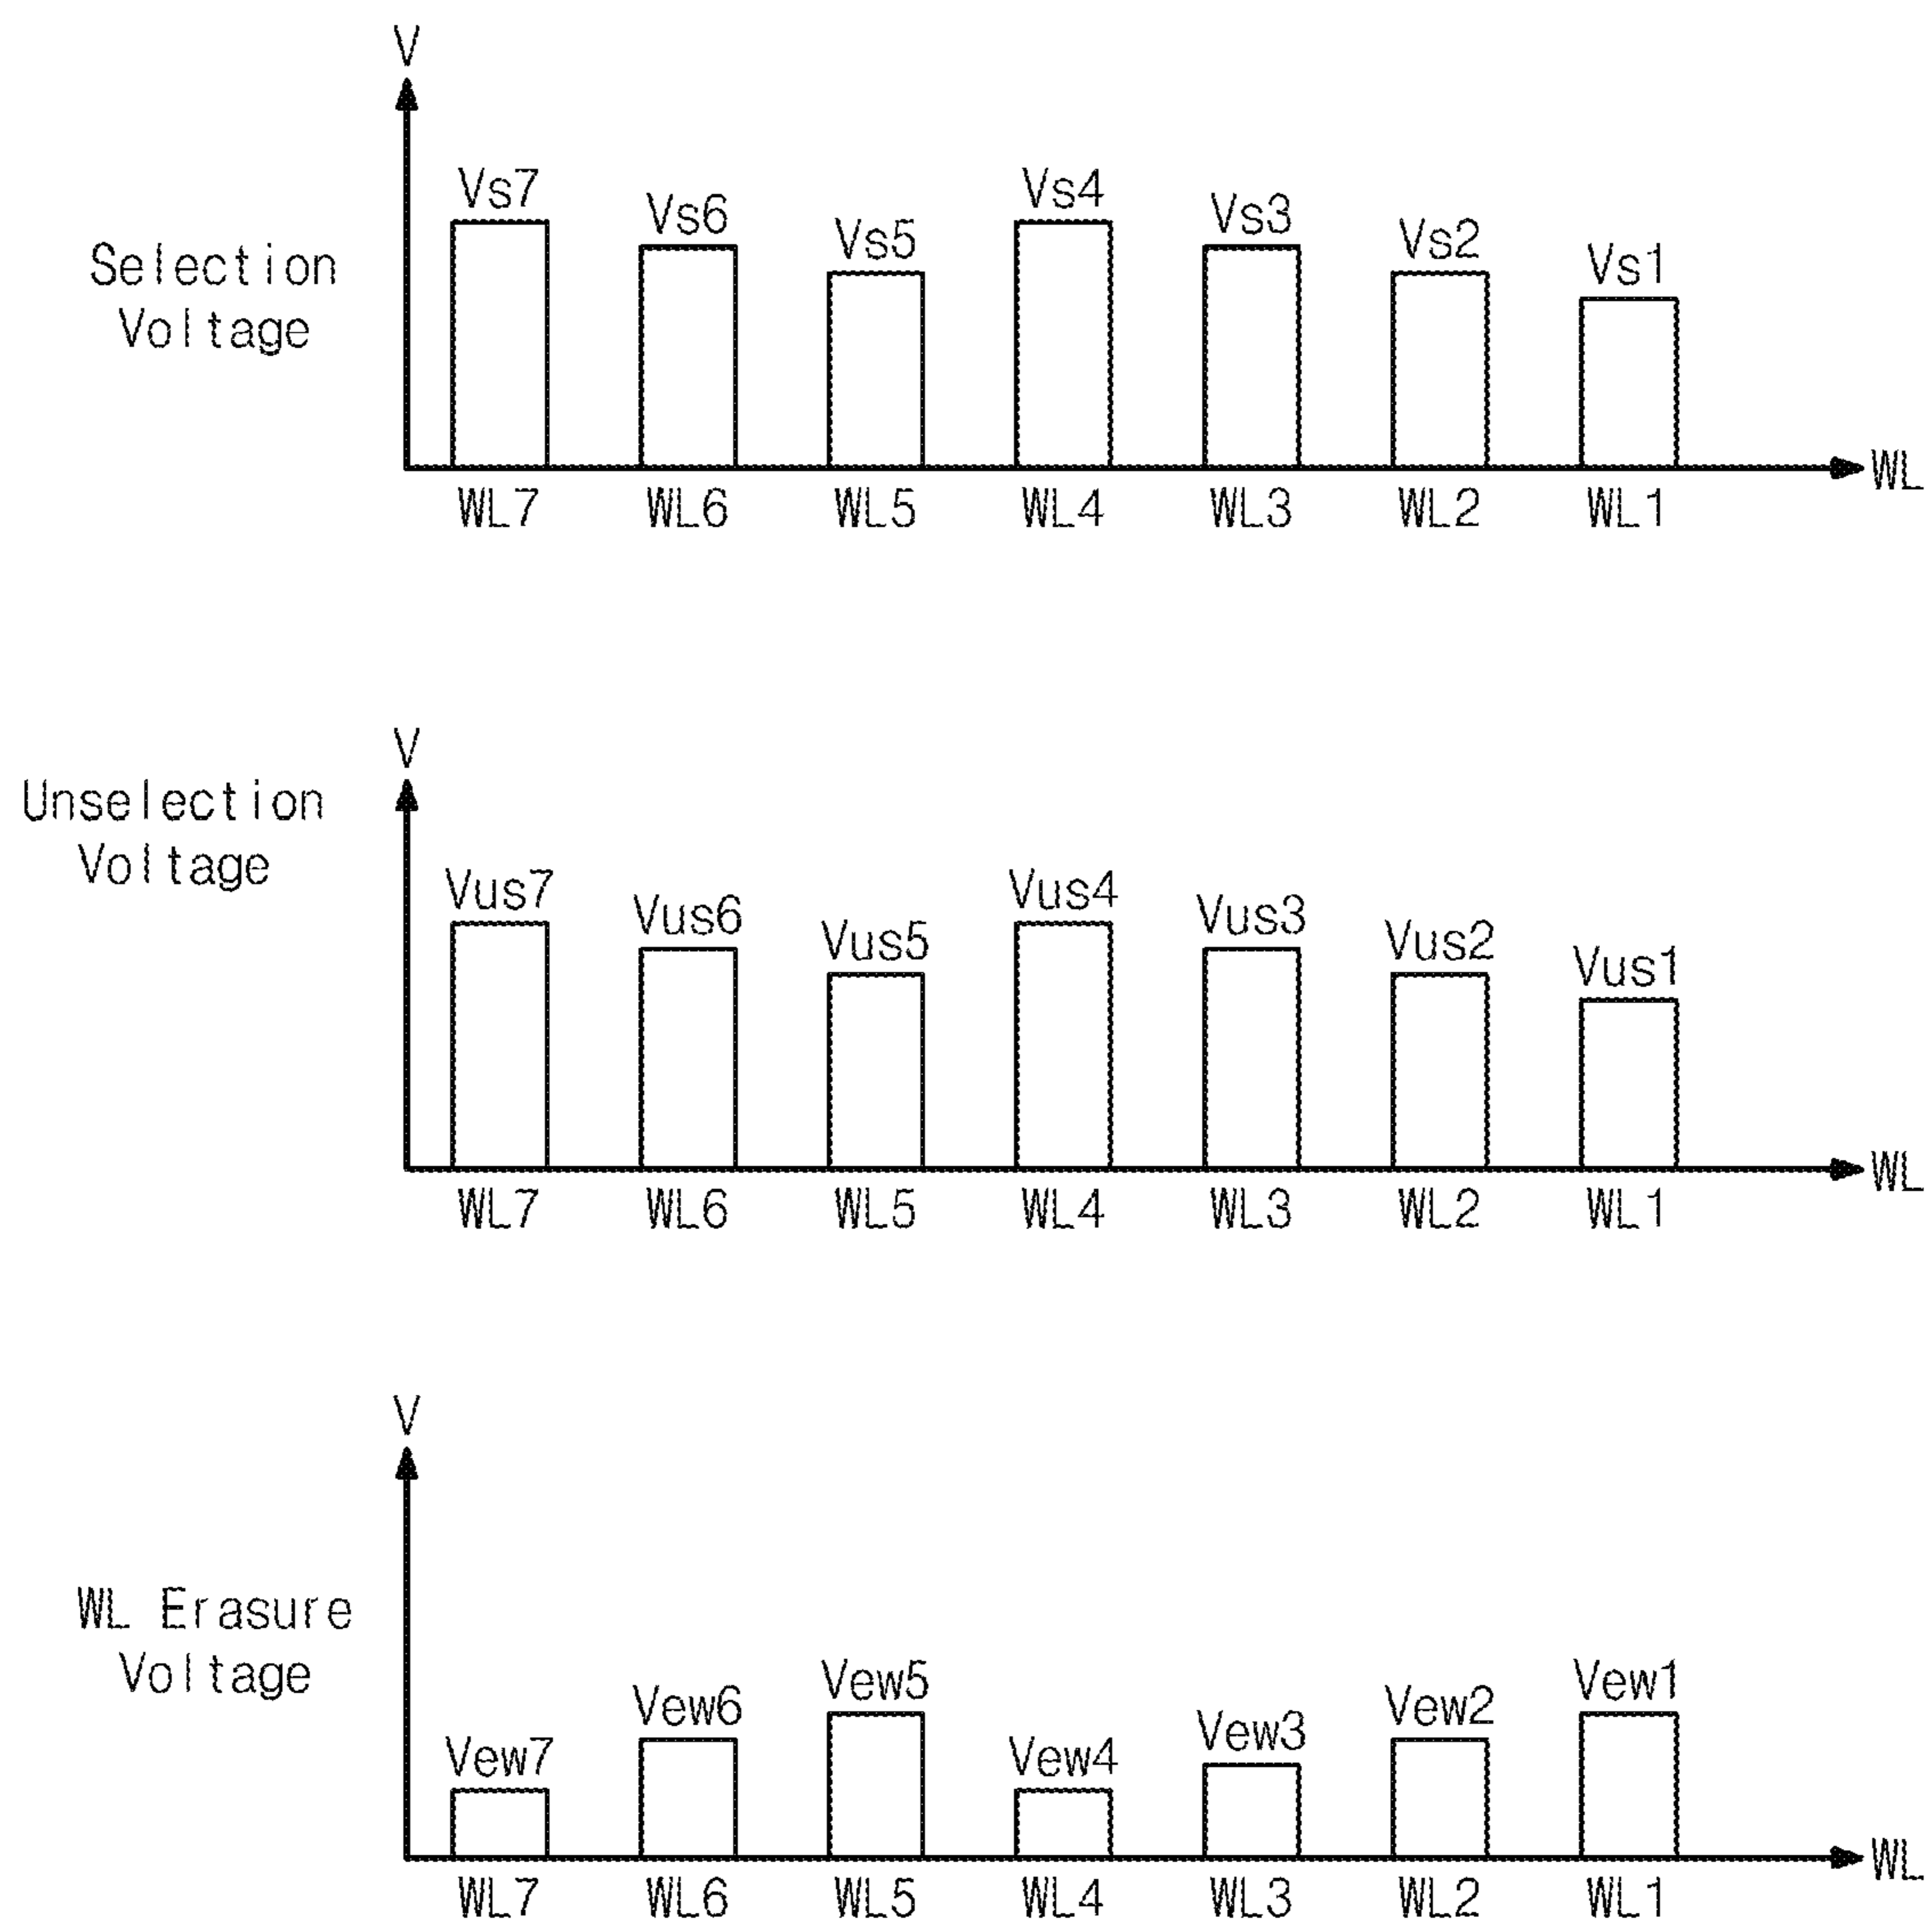 V
Vs7 Vs6 Vs5 Vs4 Vs3 Vs2 Vs1
Selection
Voltage
WL7 WL6 WL5 WL4 WL3 WL2 WL1 WL
V
Unselection
Voltage
Vus7 Vus6 Vus5 Vus4 Vus3 Vus2 Vus1
WL7 WL6 WL5 WL4 WL3 WL2 WL1 WL
V
WL Erasure
Voltage
Vew7 Vew6 Vew5 Vew4 Vew3 Vew2 Vew1
WL7 WL6 WL5 WL4 WL3 WL2 WL1 WL